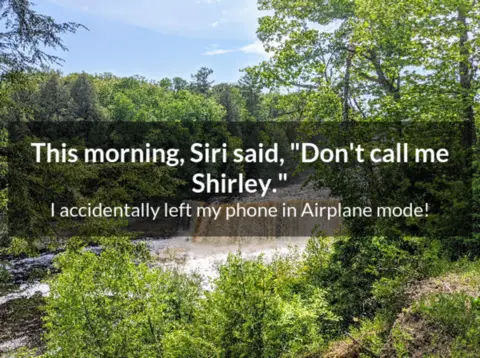 This morning, Siri said, "Don't call me
Shirley."
I accidentally left my phone in Airplane mode!